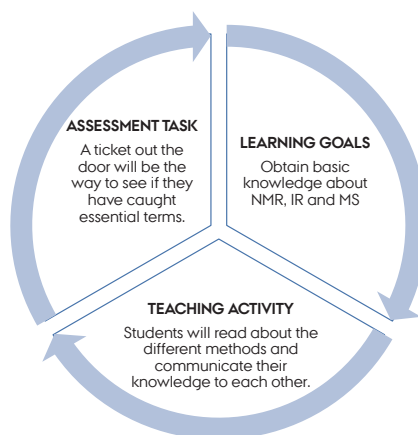 ASSESSMENT TASK
A ticket out the
door will be the
way to see if they
have caught
essential terms.
LEARNING GOALS
Obtain basic
knowledge about
NMR, IR and MS
TEACHING ACTIVITY
Students will read about the
different methods and
communicate their
knowledge to each other.